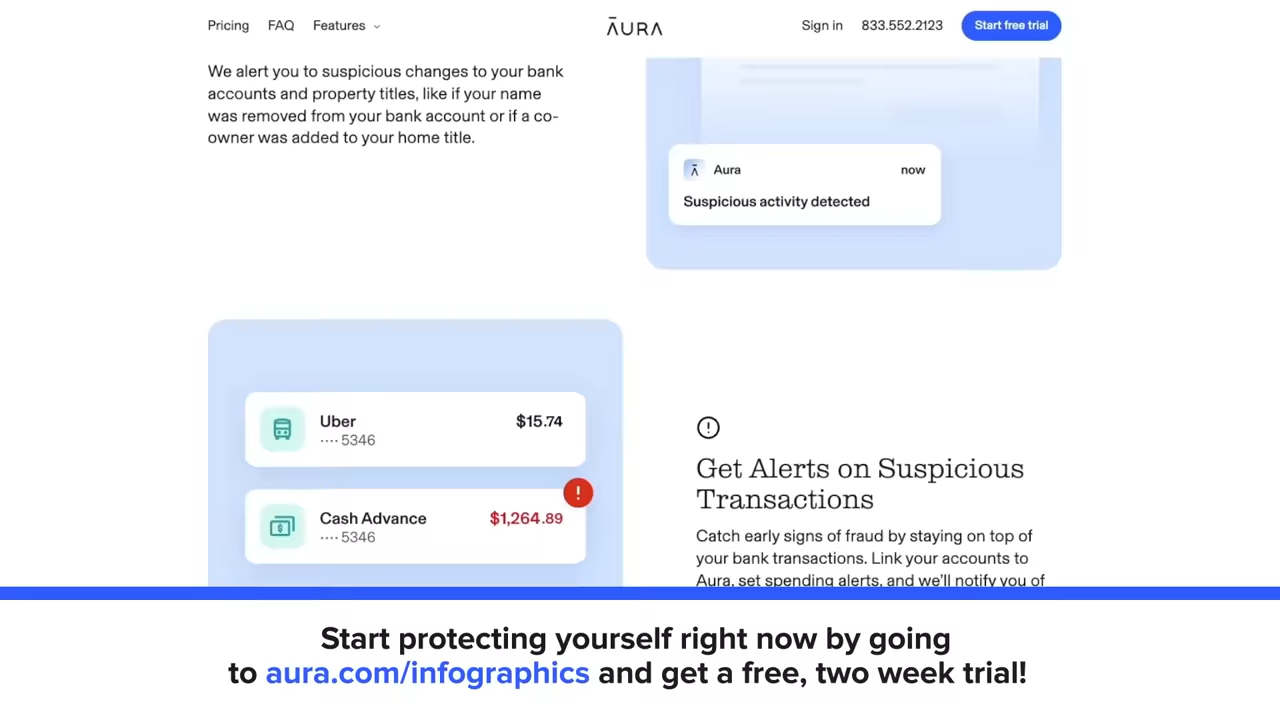 Pricing FAQ Features
ĀURA
Sign in 833.552.2123 Start free trial
We alert you to suspicious changes to your bank
accounts and property titles, like if your name
was removed from your bank account or if a co-
owner was added to your home title.
Aura now
Suspicious activity detected
Uber $15.74
···· 5346
! Cash Advance $1,264.89
···· 5346
!
Get Alerts on Suspicious
Transactions
Catch early signs of fraud by staying on top of
your bank transactions. Link your accounts to
Aura, set spending alerts, and we'll notify you of
Start protecting yourself right now by going
to aura.com/infographics and get a free, two week trial!